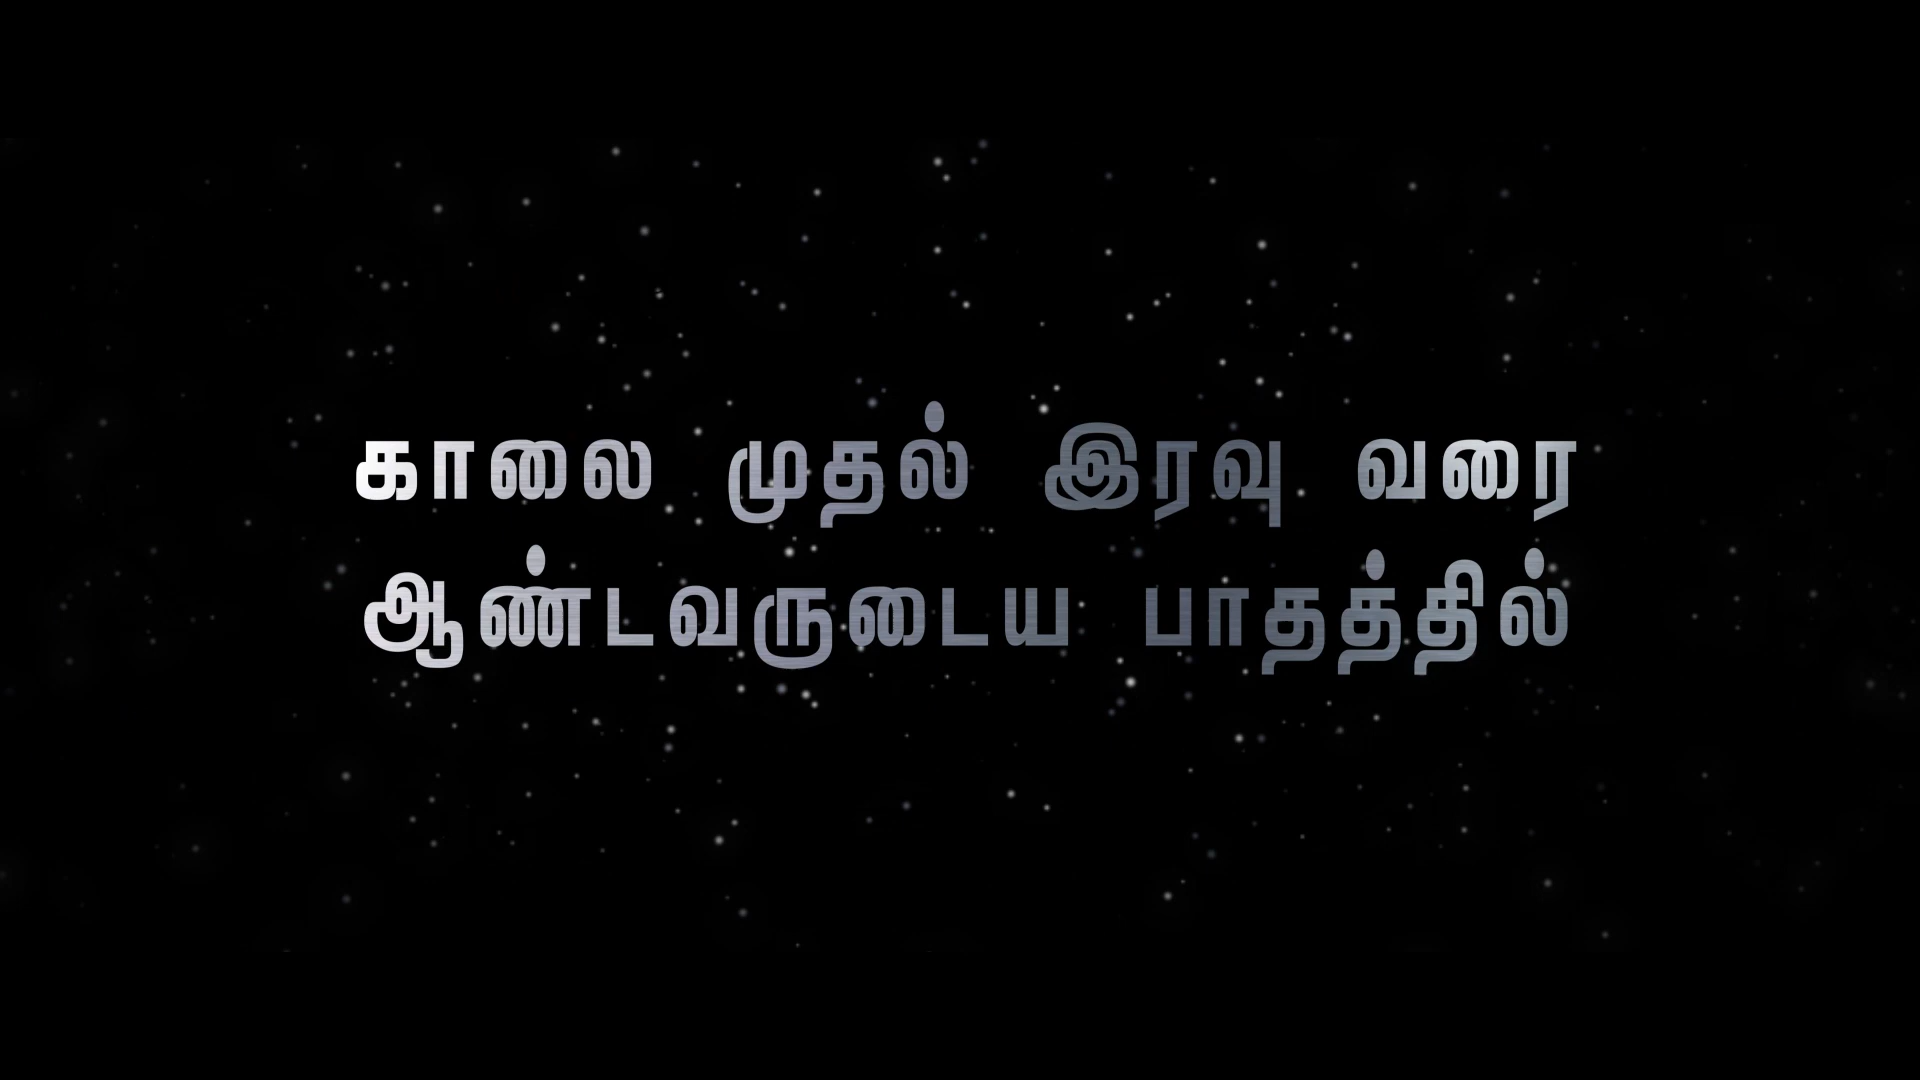 காலை முதல் இரவு வரை
ஆண்டவருடைய பாதத்தில்